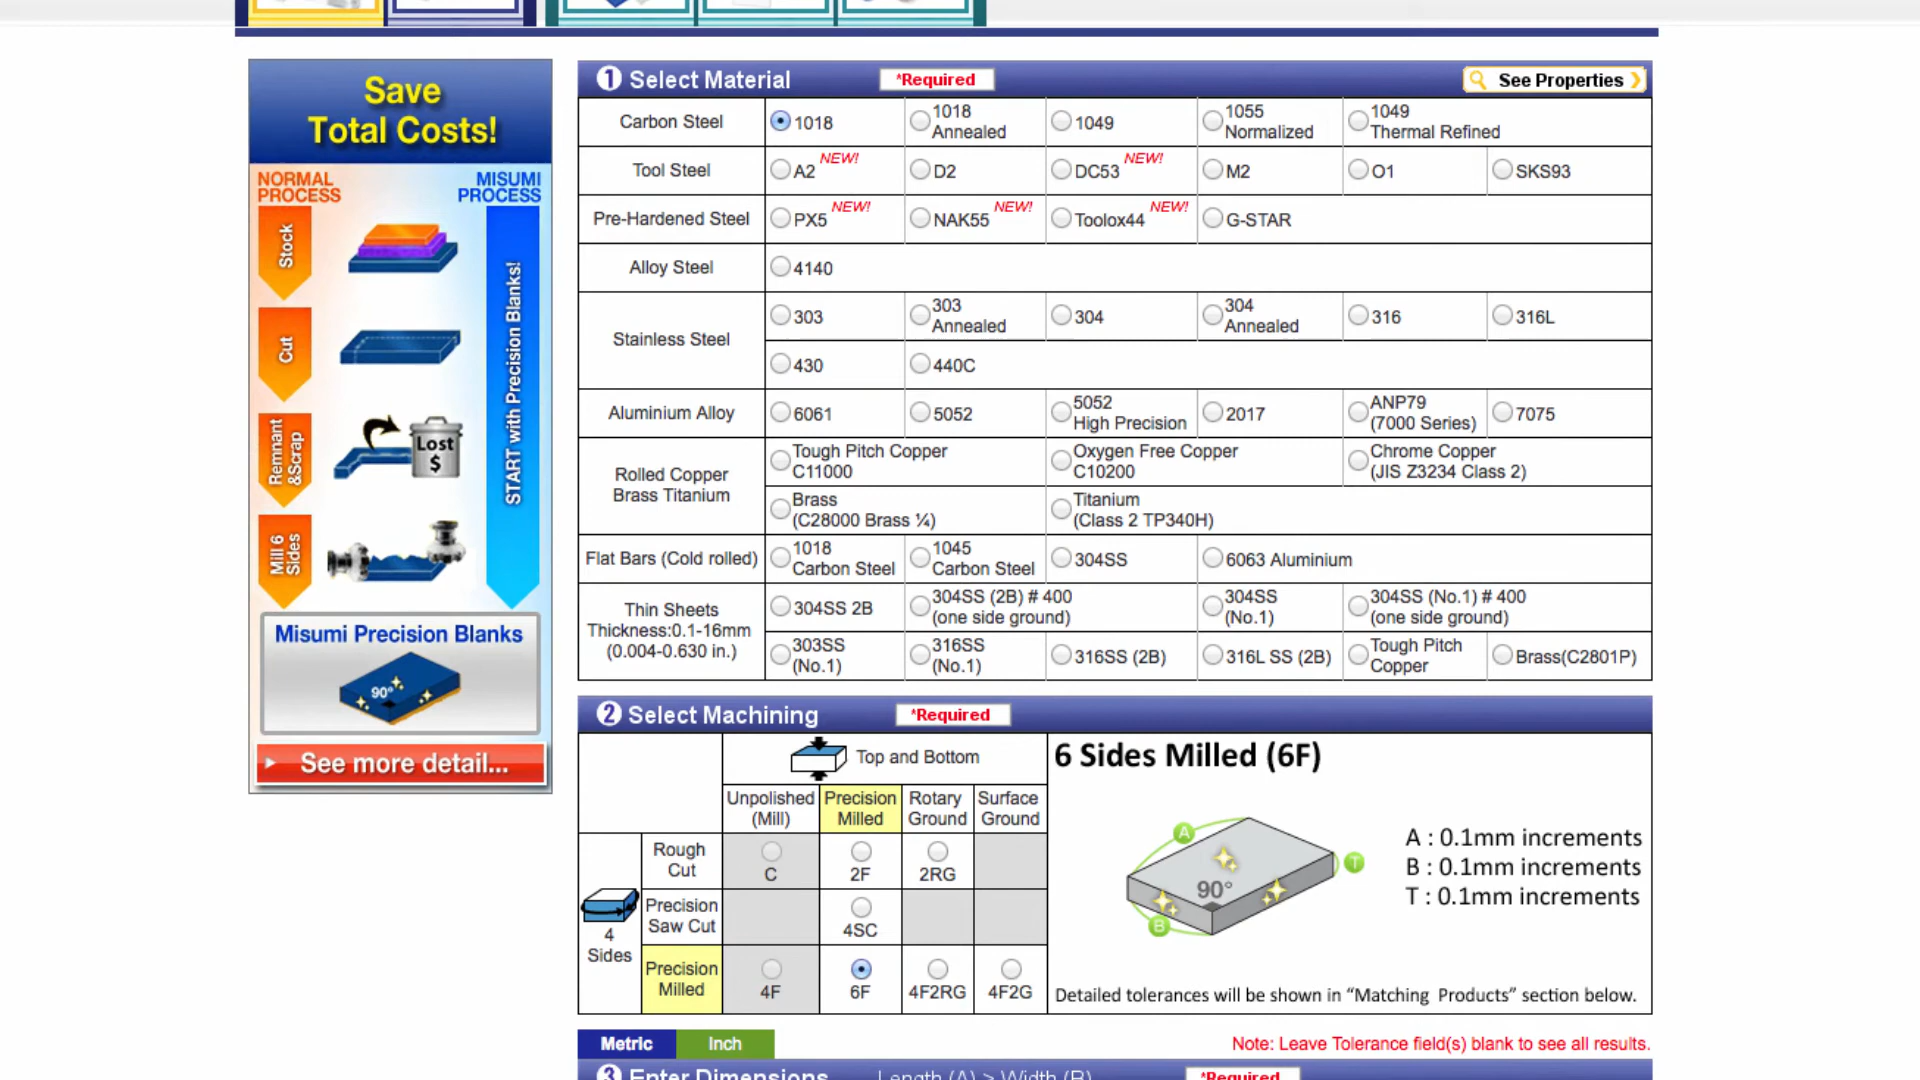 Save
Total Costs!
NORMAL
PROCESS
MISUMI
PROCESS
Stock
Cut
Remnant
&Scrap
Lost
$
Mill 6
Sides
START with Precision Blanks!
Misumi Precision Blanks
90°
See more detail...
1 Select Material *Required See Properties
Carbon Steel 1018 1018 Annealed 1049 1055 Normalized 1049 Thermal Refined
Tool Steel A2 NEW! D2 DC53 NEW! M2 O1 SKS93
Pre-Hardened Steel PX5 NEW! NAK55 NEW! Toolox44 NEW! G-STAR
Alloy Steel 4140
Stainless Steel 303 303 Annealed 304 304 Annealed 316 316L
430 440C
Aluminium Alloy 6061 5052 5052 High Precision 2017 ANP79 (7000 Series) 7075
Rolled Copper Brass Titanium Tough Pitch Copper C11000 Oxygen Free Copper C10200 Chrome Copper (JIS Z3234 Class 2)
Brass (C28000 Brass ¼) Titanium (Class 2 TP340H)
Flat Bars (Cold rolled) 1018 Carbon Steel 1045 Carbon Steel 304SS 6063 Aluminium
Thin Sheets Thickness:0.1-16mm (0.004-0.630 in.) 304SS 2B 304SS (2B) # 400 (one side ground) 304SS (No.1) 304SS (No.1) # 400 (one side ground)
303SS (No.1) 316SS (No.1) 316SS (2B) 316L SS (2B) Tough Pitch Copper Brass(C2801P)
2 Select Machining *Required
Top and Bottom
Unpolished (Mill) Precision Milled Rotary Ground Surface Ground
4 Sides
Rough Cut C 2F 2RG
Precision Saw Cut 4SC
Precision Milled 4F 6F 4F2RG 4F2G
6 Sides Milled (6F)
A
T
90°
B
A : 0.1mm increments
B : 0.1mm increments
T : 0.1mm increments
Detailed tolerances will be shown in “Matching Products” section below.
Metric Inch
Note: Leave Tolerance field(s) blank to see all results.
3 Enter Dimensions Length (A) > Width (B) *Required